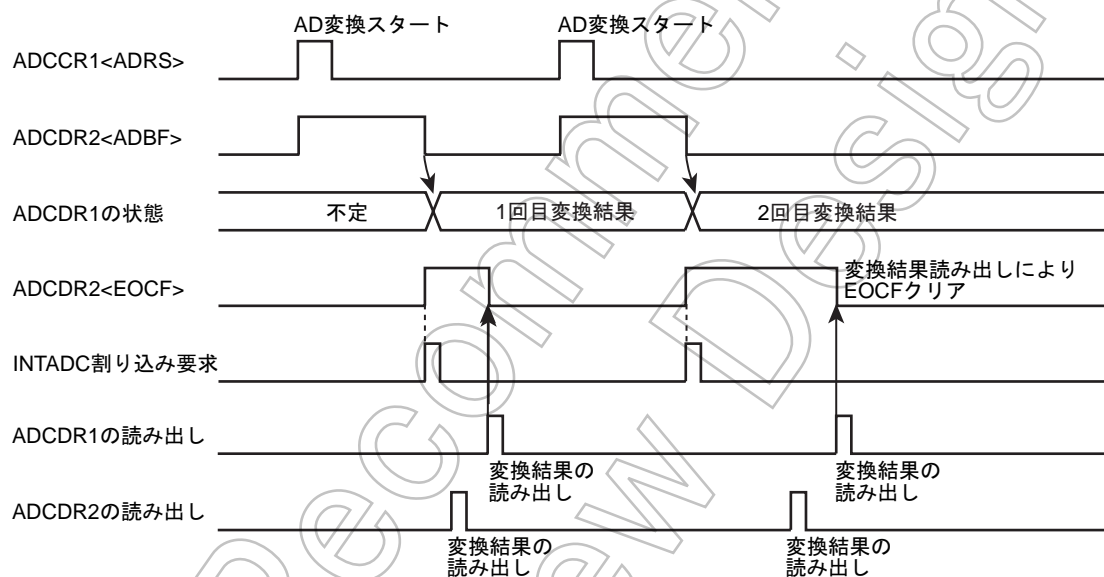 AD変換スタート AD変換スタート
ADCCR1<ADRS>
ADCDR2<ADBF>
ADCDR1の状態 不定 1回目変換結果 2回目変換結果
ADCDR2<EOCF> 変換結果読み出しにより
EOCFクリア
INTADC割り込み要求
ADCDR1の読み出し
変換結果の 変換結果の
読み出し 読み出し
ADCDR2の読み出し
変換結果の 変換結果の
読み出し 読み出し